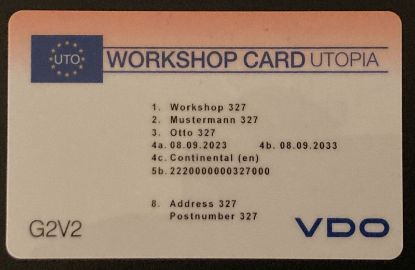 UTO
WORKSHOP CARD UTOPIA
1. Workshop 327
2. Mustermann 327
3. Otto 327
4a. 08.09.2023 4b. 08.09.2033
4c. Continental (en)
5b. 2220000000327000
8. Address 327
Postnumber 327
G2V2
VDO